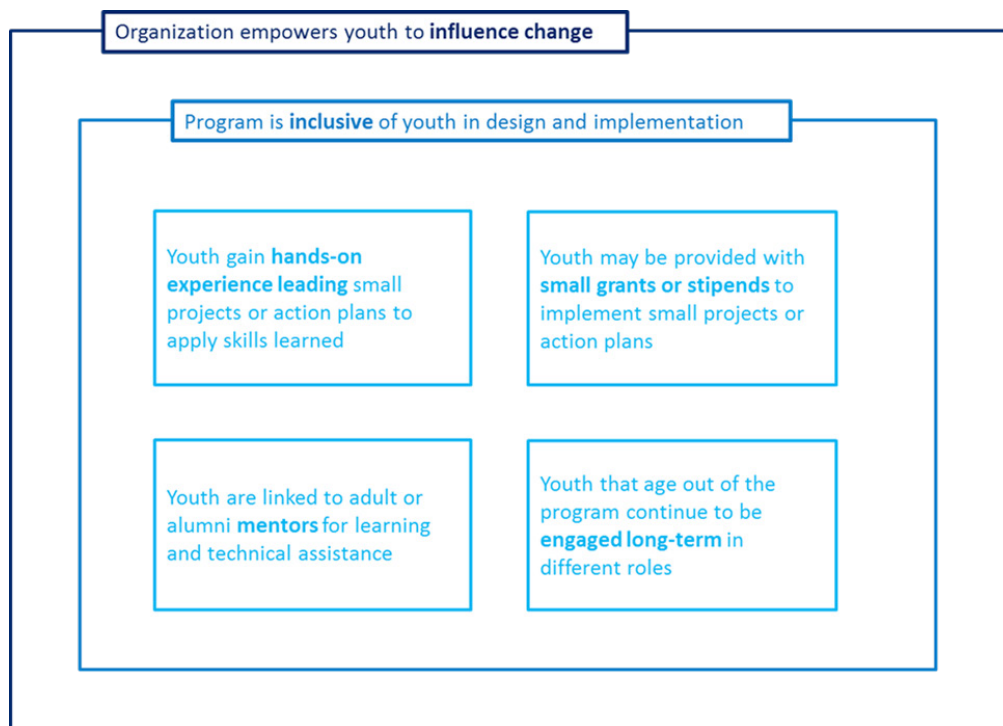 Organization empowers youth to influence change
Program is inclusive of youth in design and implementation
Youth gain hands-on
experience leading small
projects or action plans to
apply skills learned
Youth may be provided with
small grants or stipends to
implement small projects or
action plans
Youth are linked to adult or
alumni mentors for learning
and technical assistance
Youth that age out of the
program continue to be
engaged long-term in
different roles